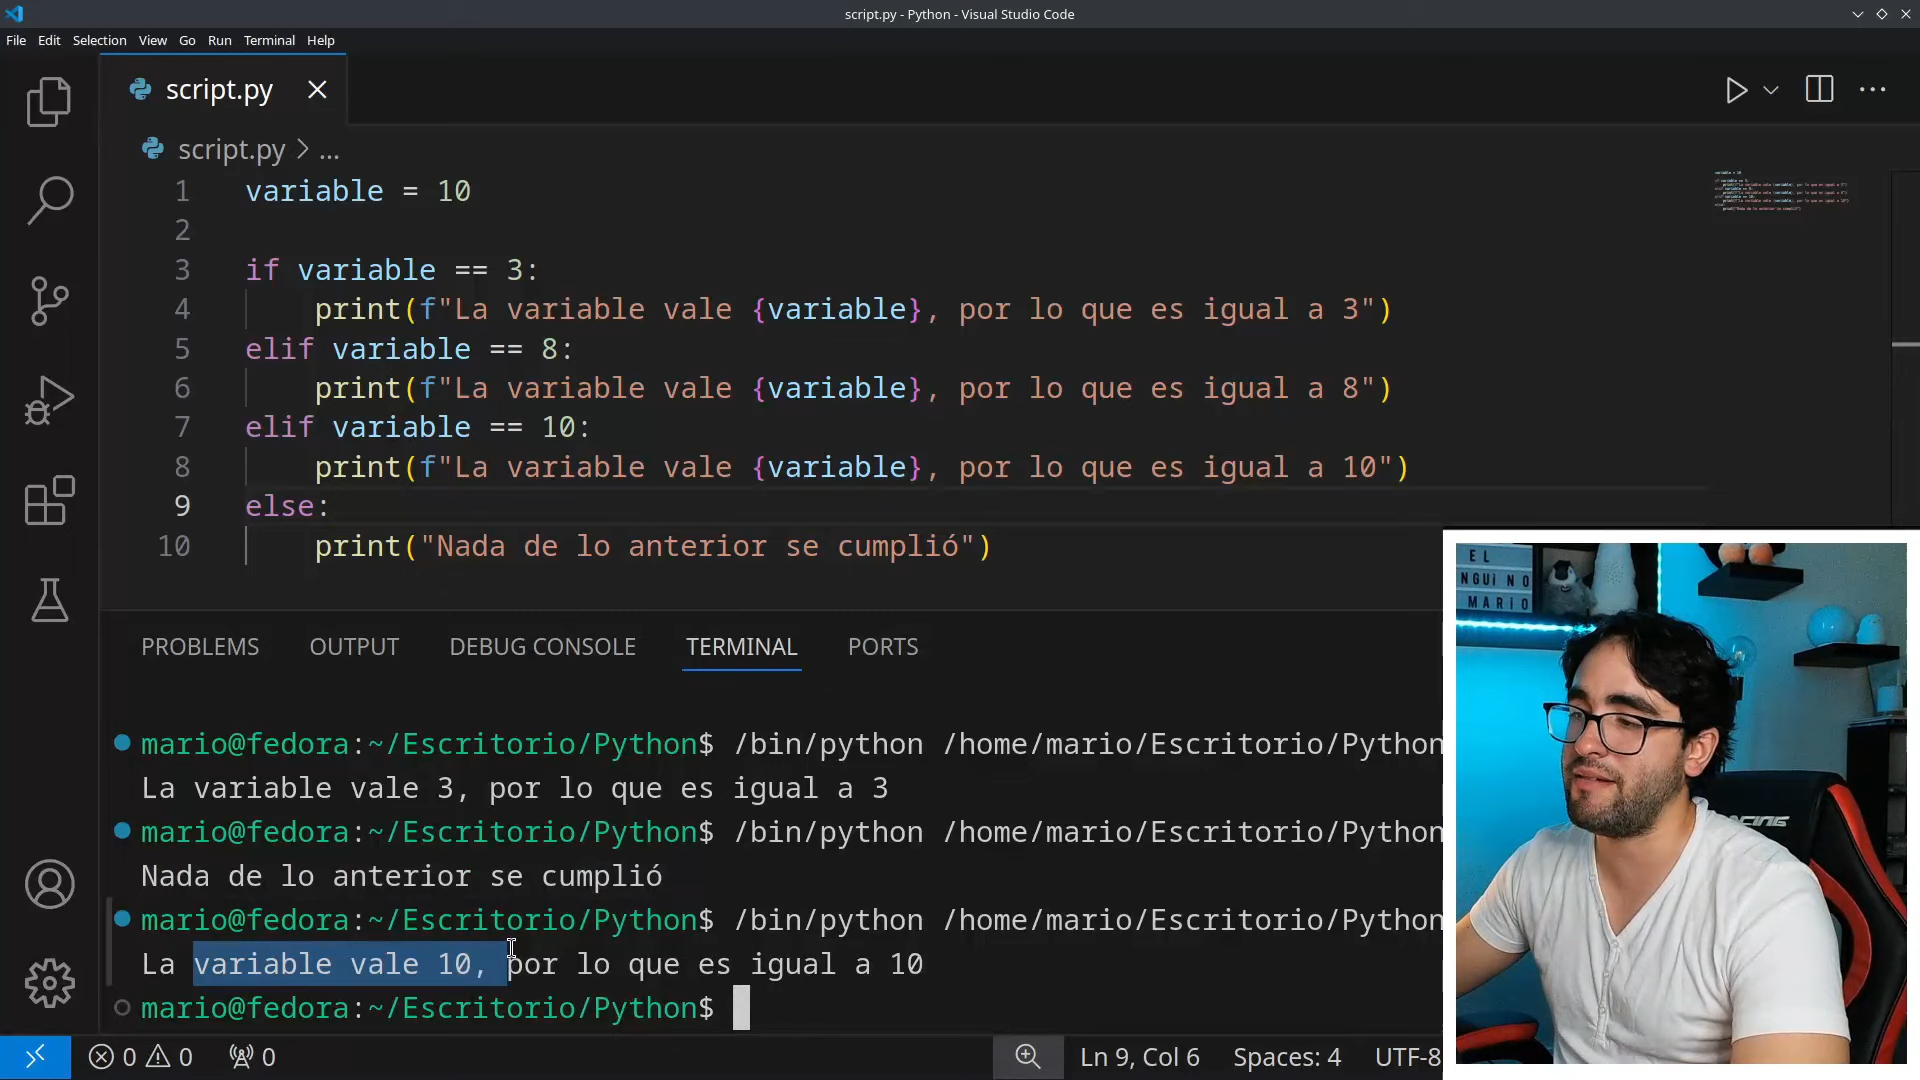 script.py - Python - Visual Studio Code
File Edit Selection View Go Run Terminal Help
script.py
script.py > ...
1 variable = 10
2
3 if variable == 3:
4 print(f"La variable vale {variable}, por lo que es igual a 3")
5 elif variable == 8:
6 print(f"La variable vale {variable}, por lo que es igual a 8")
7 elif variable == 10:
8 print(f"La variable vale {variable}, por lo que es igual a 10")
9 else:
10 print("Nada de lo anterior se cumplió")
PROBLEMS OUTPUT DEBUG CONSOLE TERMINAL PORTS
mario@fedora:~/Escritorio/Python$ /bin/python /home/mario/Escritorio/Python
La variable vale 3, por lo que es igual a 3
mario@fedora:~/Escritorio/Python$ /bin/python /home/mario/Escritorio/Python
Nada de lo anterior se cumplió
mario@fedora:~/Escritorio/Python$ /bin/python /home/mario/Escritorio/Python
La variable vale 10, por lo que es igual a 10
mario@fedora:~/Escritorio/Python$
0 0 0 Ln 9, Col 6 Spaces: 4 UTF-8
EL
NGUiNO
MARiO
CING